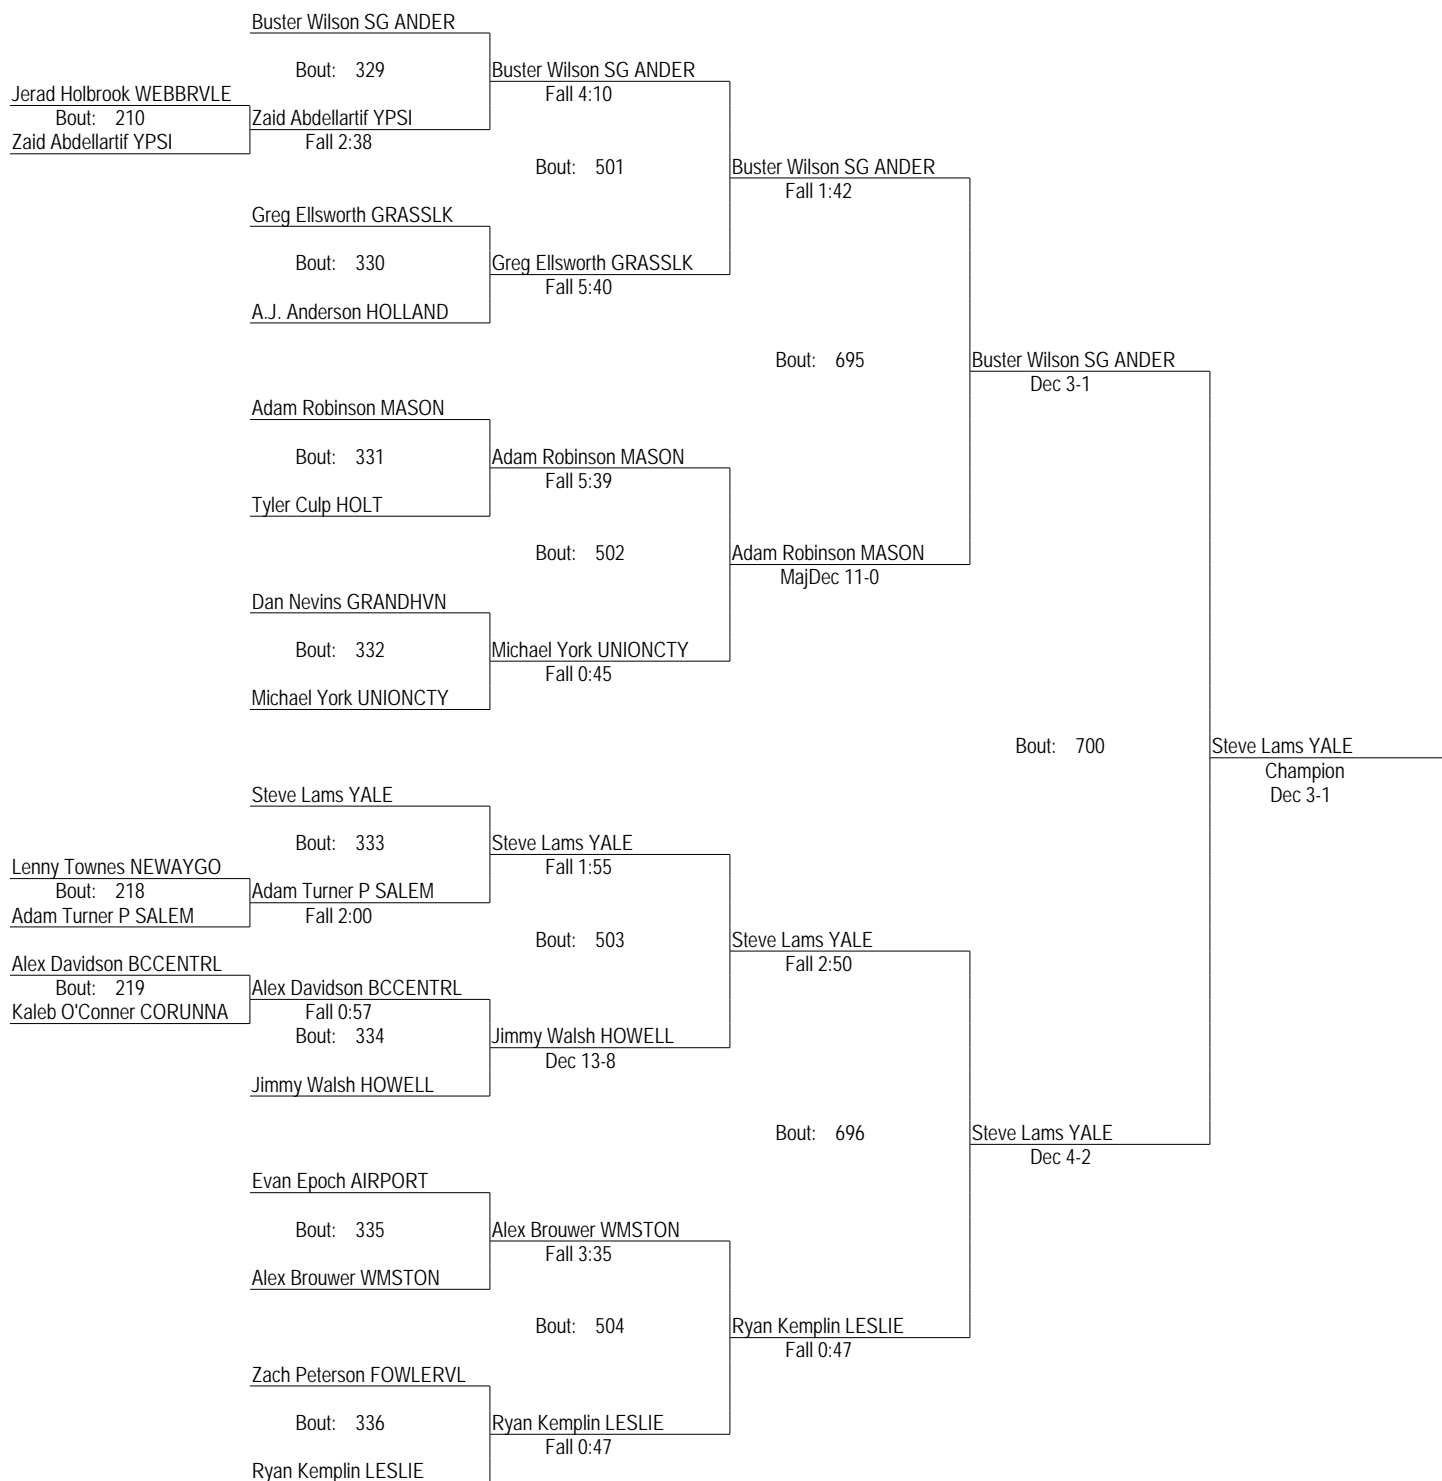 Buster Wilson SG ANDER
Bout: 329
Buster Wilson SG ANDER
Jerad Holbrook WEBBRVLE
Fall 4:10
Bout: 210
Zaid Abdellartif YPSI
Zaid Abdellartif YPSI
Fall 2:38
Bout: 501
Buster Wilson SG ANDER
Fall 1:42
Greg Ellsworth GRASSLK
Bout: 330
Greg Ellsworth GRASSLK
Fall 5:40
A.J. Anderson HOLLAND
Bout: 695
Buster Wilson SG ANDER
Dec 3-1
Adam Robinson MASON
Bout: 331
Adam Robinson MASON
Fall 5:39
Tyler Culp HOLT
Bout: 502
Adam Robinson MASON
MajDec 11-0
Dan Nevins GRANDHVN
Bout: 332
Michael York UNIONCTY
Fall 0:45
Michael York UNIONCTY
Bout: 700
Steve Lams YALE
Champion
Dec 3-1
Steve Lams YALE
Bout: 333
Steve Lams YALE
Fall 1:55
Lenny Townes NEWAYGO
Bout: 218
Adam Turner P SALEM
Adam Turner P SALEM
Fall 2:00
Bout: 503
Steve Lams YALE
Fall 2:50
Alex Davidson BCCENTRL
Bout: 219
Alex Davidson BCCENTRL
Kaleb O'Conner CORUNNA
Fall 0:57
Bout: 334
Jimmy Walsh HOWELL
Dec 13-8
Jimmy Walsh HOWELL
Bout: 696
Steve Lams YALE
Dec 4-2
Evan Epoch AIRPORT
Bout: 335
Alex Brouwer WMSTON
Fall 3:35
Alex Brouwer WMSTON
Bout: 504
Ryan Kemplin LESLIE
Fall 0:47
Zach Peterson FOWLERVL
Bout: 336
Ryan Kemplin LESLIE
Fall 0:47
Ryan Kemplin LESLIE